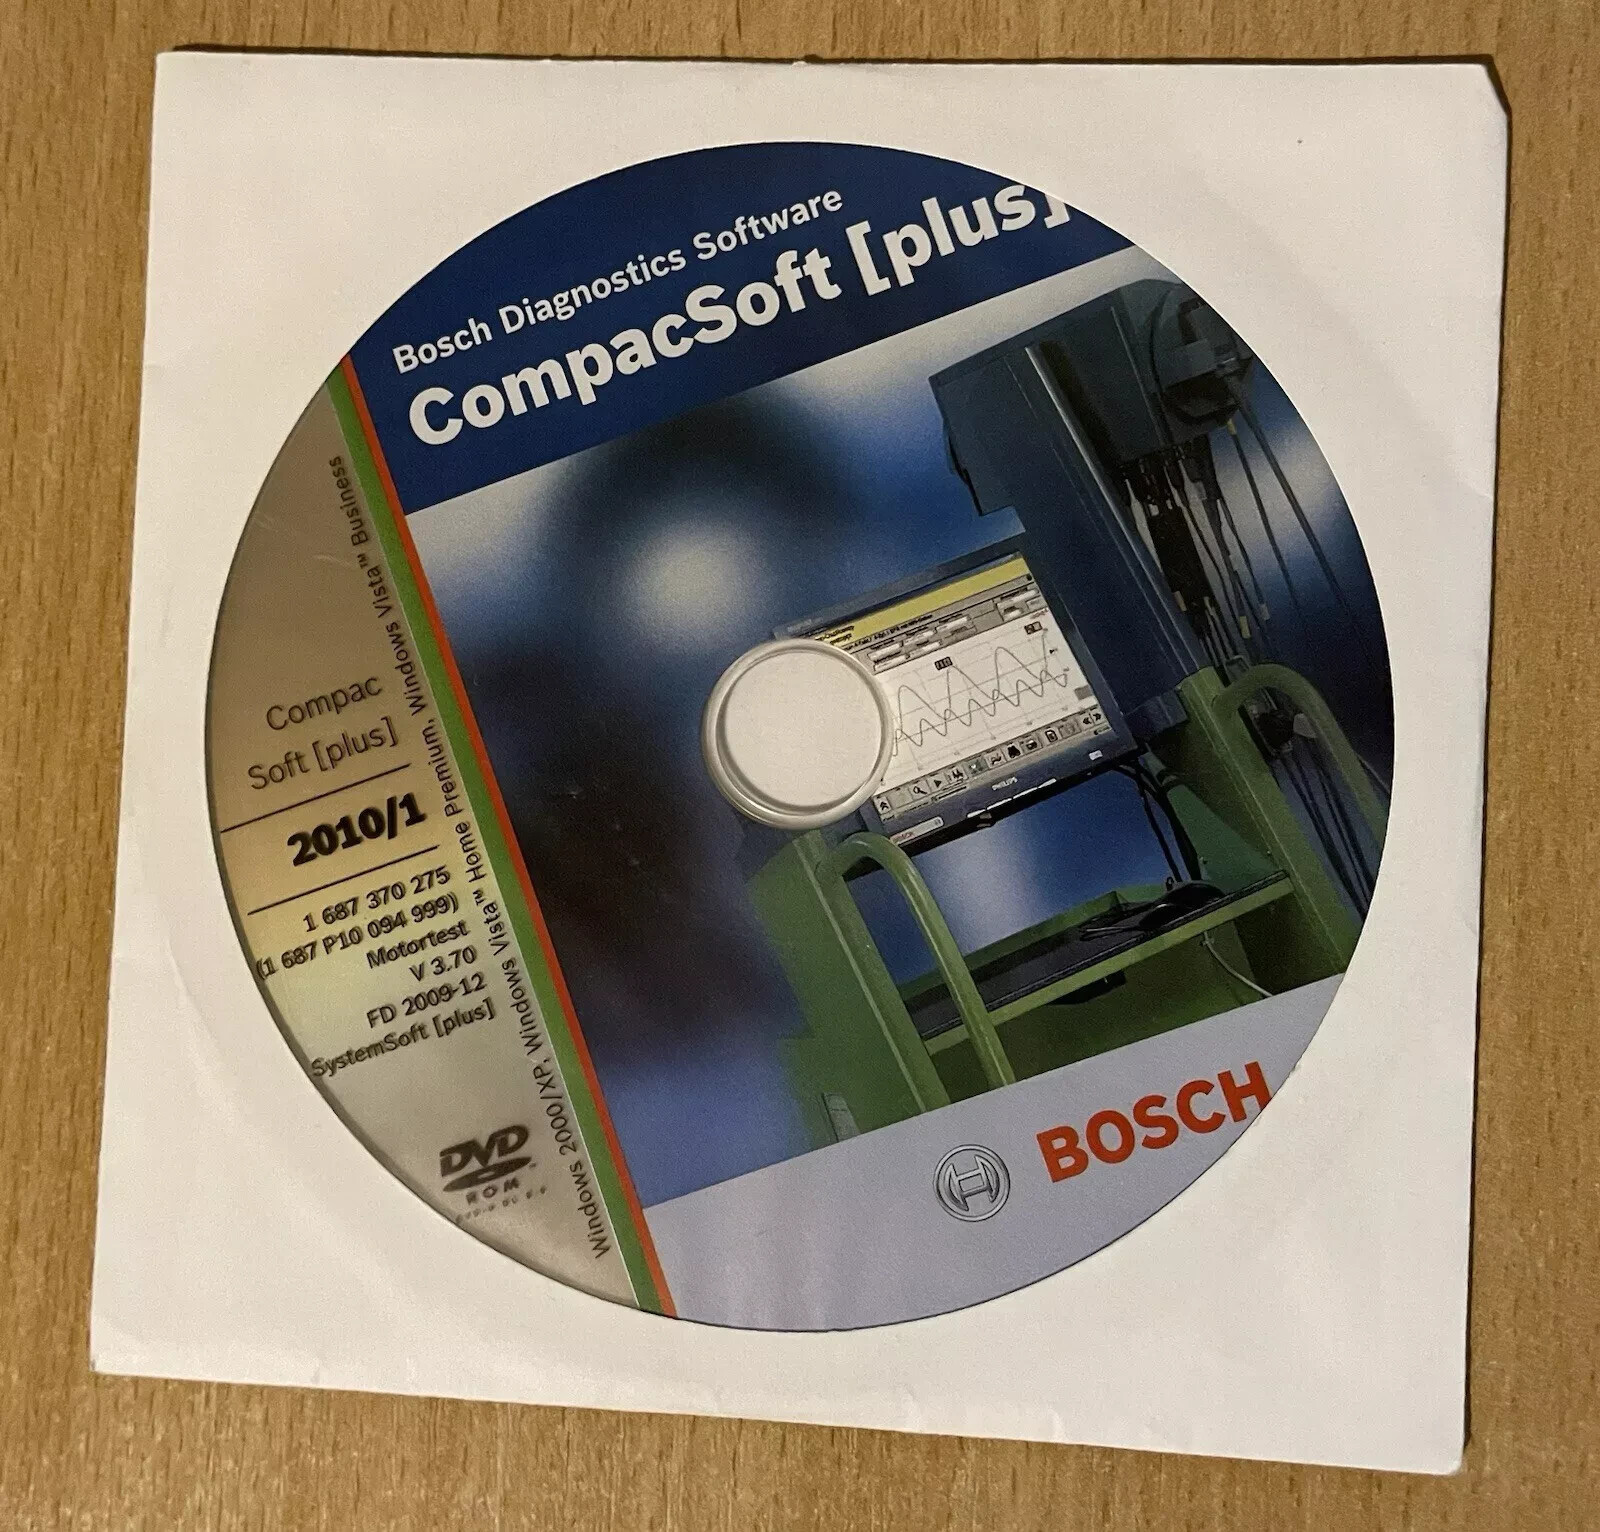 Bosch Diagnostics Software
CompacSoft [plus]
Compac
Soft [plus]
2010/1
1 687 370 275
(1 687 P10 094 999)
Motortest
V 3.70
FD 2009-12
SystemSoft [plus]
DVD
ROM
Windows 2000/XP, Windows Vista™ Home Premium, Windows Vista™ Business
PHILIPS
BOSCH
BOSCH